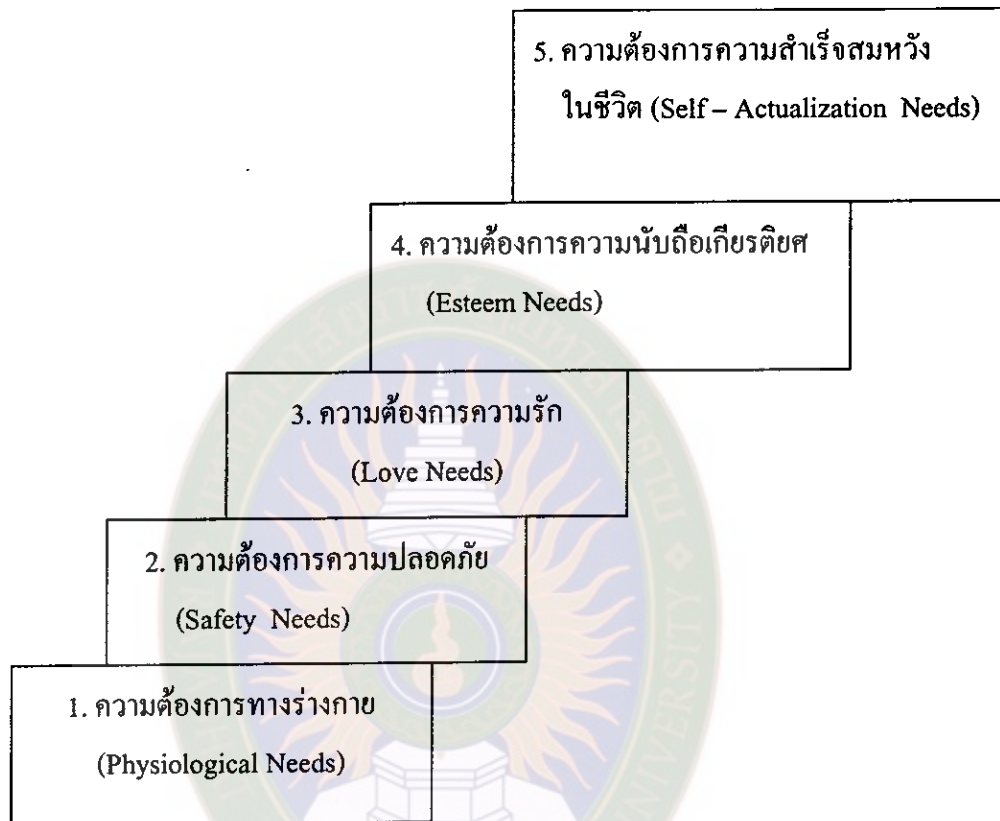 5. ความต้องการความสำเร็จสมหวัง
ในชีวิต (Self – Actualization Needs)
4. ความต้องการความนับถือเกียรติยศ
(Esteem Needs)
3. ความต้องการความรัก
(Love Needs)
2. ความต้องการความปลอดภัย
(Safety Needs)
1. ความต้องการทางร่างกาย
(Physiological Needs)
UNIVERSITY